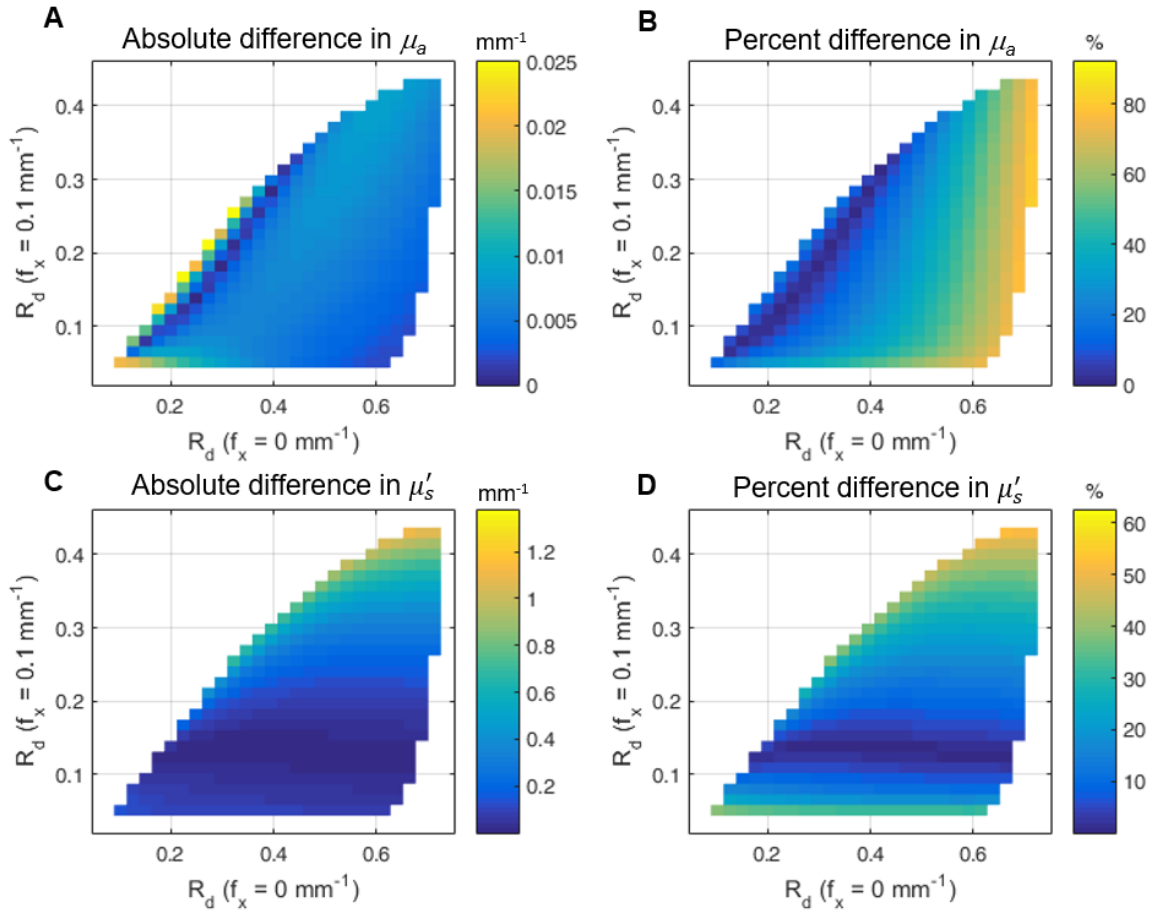 A
Absolute difference in μa
mm-1
0.025
0.02
0.015
0.01
0.005
0
0.4
0.3
0.2
0.1
Rd (fx = 0.1 mm-1)
0.2 0.4 0.6
Rd (fx = 0 mm-1)
B
Percent difference in μa
%
80
60
40
20
0
0.4
0.3
0.2
0.1
Rd (fx = 0.1 mm-1)
0.2 0.4 0.6
Rd (fx = 0 mm-1)
C
Absolute difference in μ's
mm-1
1.2
1
0.8
0.6
0.4
0.2
0.4
0.3
0.2
0.1
Rd (fx = 0.1 mm-1)
0.2 0.4 0.6
Rd (fx = 0 mm-1)
D
Percent difference in μ's
%
60
50
40
30
20
10
0.4
0.3
0.2
0.1
Rd (fx = 0.1 mm-1)
0.2 0.4 0.6
Rd (fx = 0 mm-1)